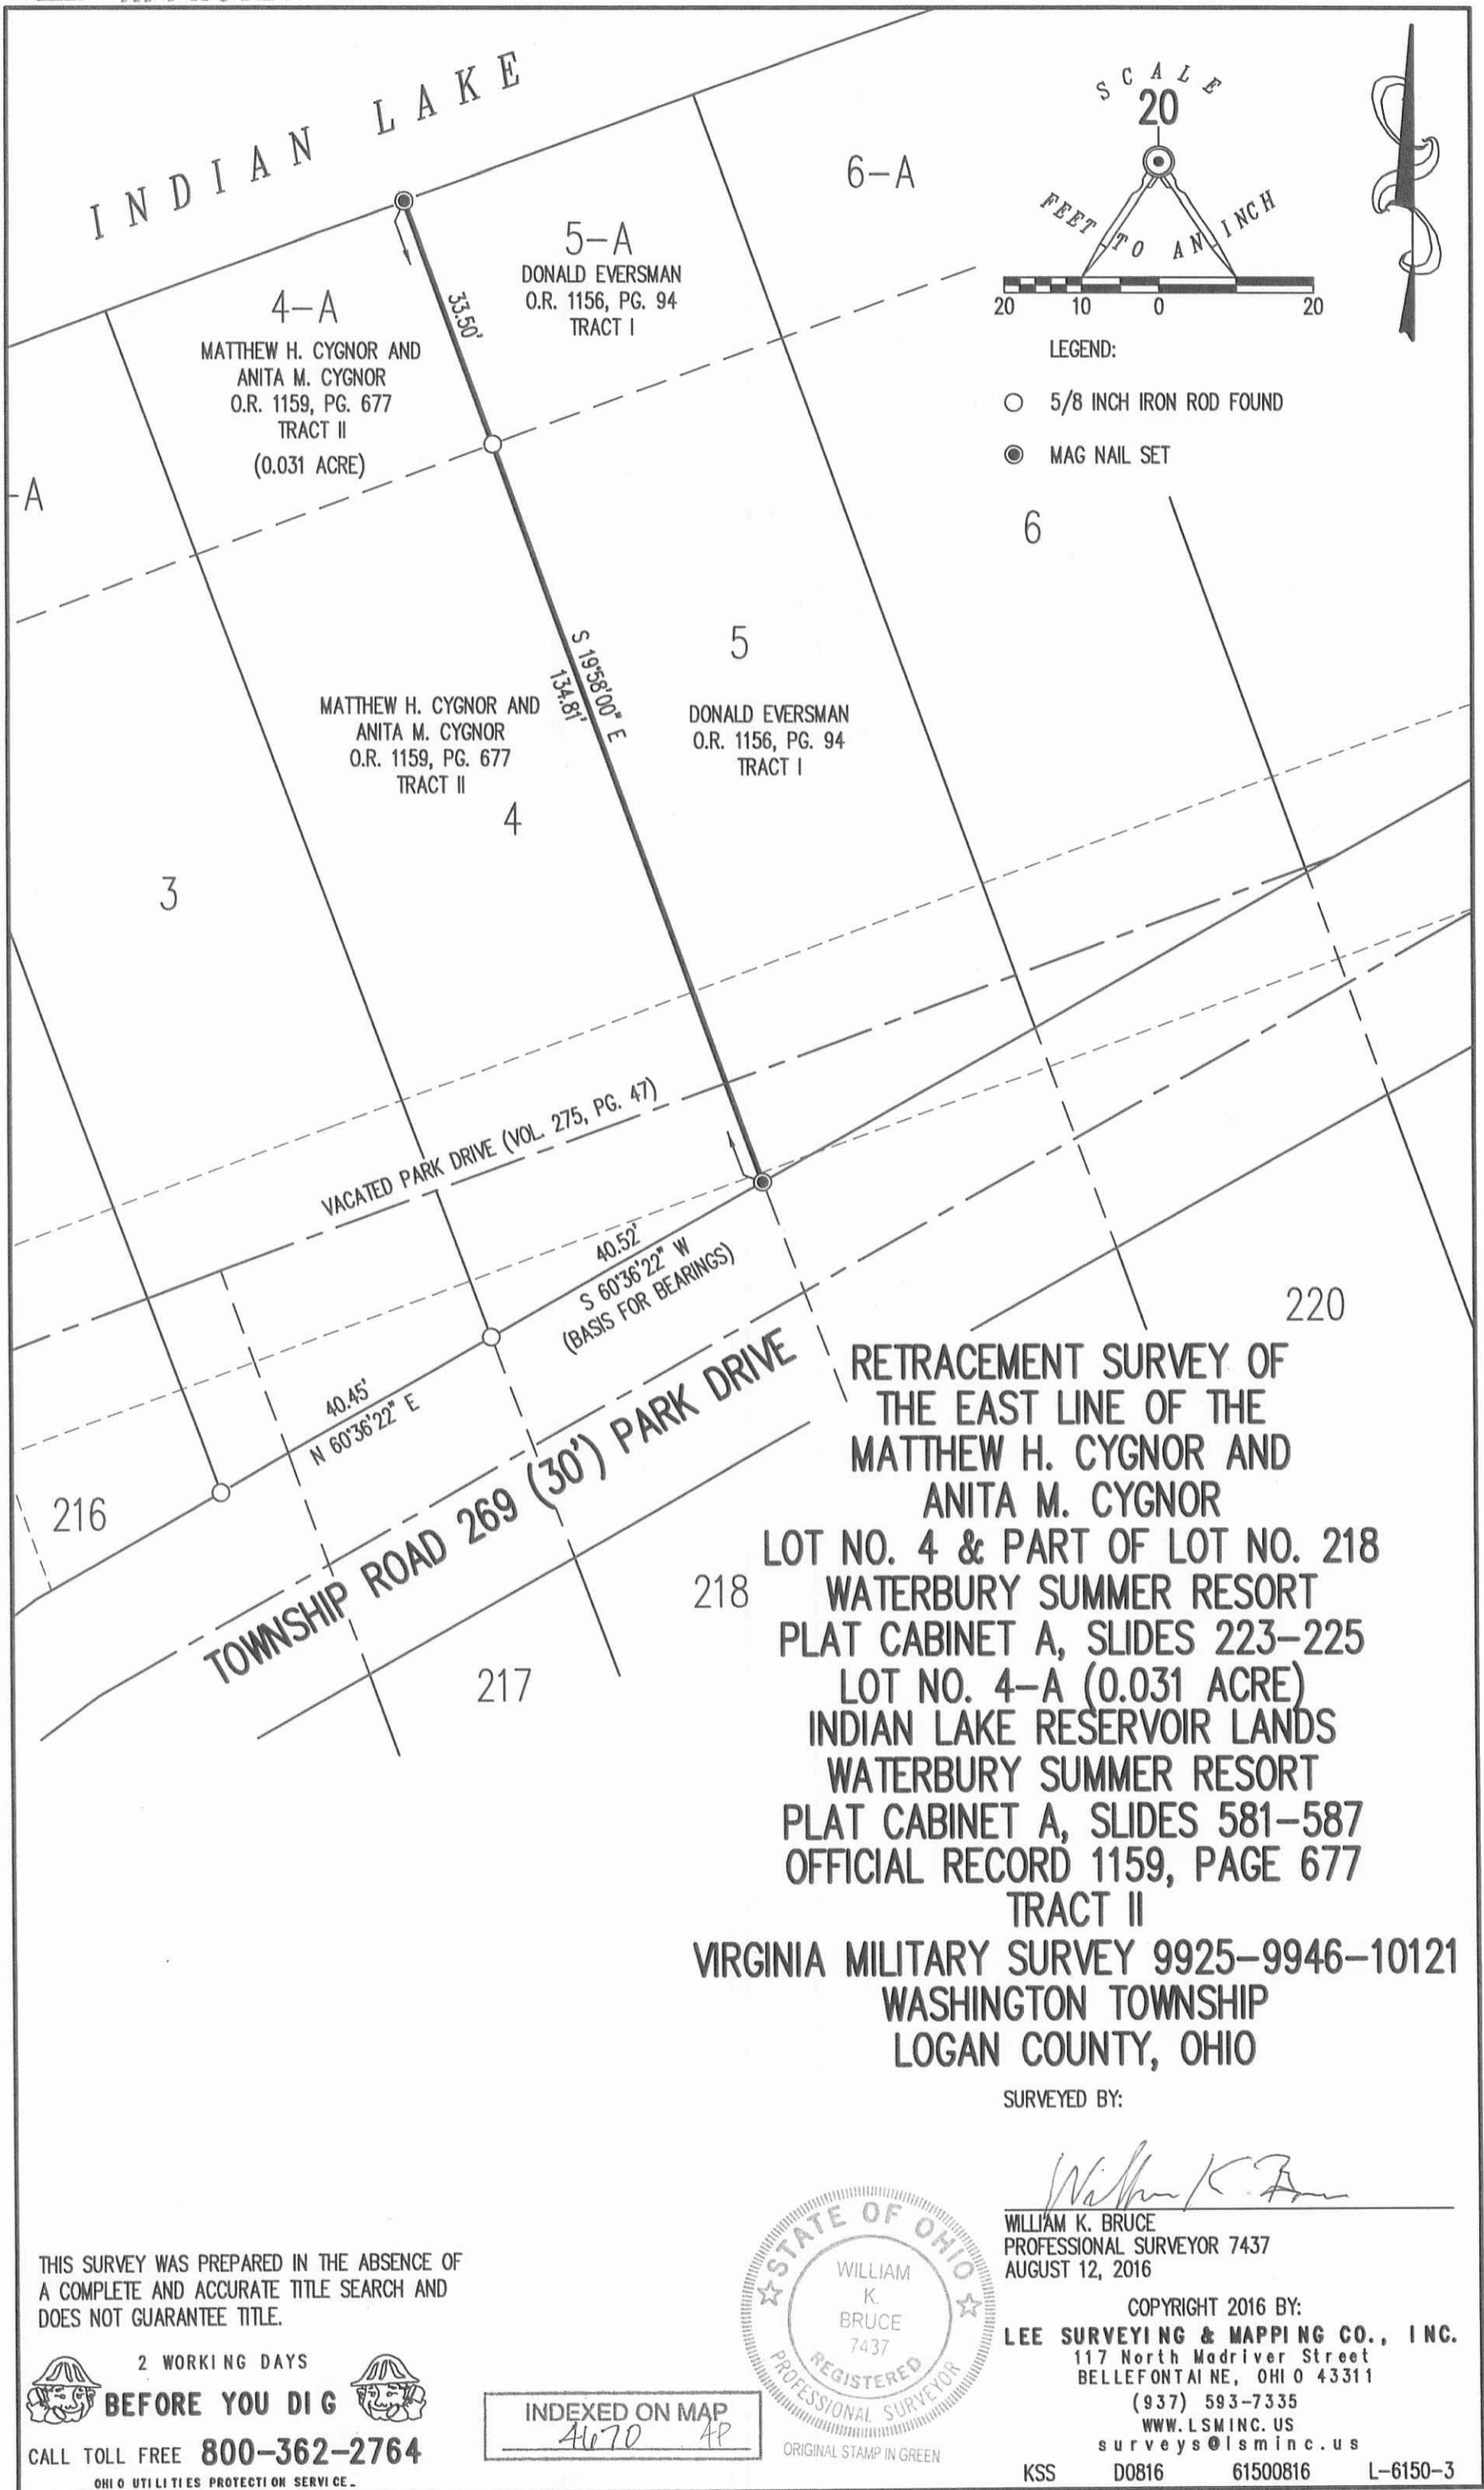 INDIAN LAKE
SCALE
20
FEET TO AN INCH
20 10 0 20
LEGEND:
5/8 INCH IRON ROD FOUND
MAG NAIL SET
6-A
5-A
DONALD EVERSMAN
O.R. 1156, PG. 94
TRACT I
4-A
MATTHEW H. CYGNOR AND
ANITA M. CYGNOR
O.R. 1159, PG. 677
TRACT II
(0.031 ACRE)
33.50'
-A
6
5
DONALD EVERSMAN
O.R. 1156, PG. 94
TRACT I
S 19°58'00" E
134.81'
MATTHEW H. CYGNOR AND
ANITA M. CYGNOR
O.R. 1159, PG. 677
TRACT II
4
3
VACATED PARK DRIVE (VOL. 275, PG. 47)
40.52'
S 60°36'22" W
(BASIS FOR BEARINGS)
40.45'
N 60°36'22" E
TOWNSHIP ROAD 269 (30') PARK DRIVE
216
217
218
220
RETRACEMENT SURVEY OF
THE EAST LINE OF THE
MATTHEW H. CYGNOR AND
ANITA M. CYGNOR
LOT NO. 4 & PART OF LOT NO. 218
WATERBURY SUMMER RESORT
PLAT CABINET A, SLIDES 223-225
LOT NO. 4-A (0.031 ACRE)
INDIAN LAKE RESERVOIR LANDS
WATERBURY SUMMER RESORT
PLAT CABINET A, SLIDES 581-587
OFFICIAL RECORD 1159, PAGE 677
TRACT II
VIRGINIA MILITARY SURVEY 9925-9946-10121
WASHINGTON TOWNSHIP
LOGAN COUNTY, OHIO
SURVEYED BY:
WILLIAM K. BRUCE
PROFESSIONAL SURVEYOR 7437
AUGUST 12, 2016
COPYRIGHT 2016 BY:
LEE SURVEYING & MAPPING CO., INC.
117 North Madriver Street
BELLEFONTAINE, OHIO 43311
(937) 593-7335
WWW.LSMINC.US
surveys@lsminc.us
KSS D0816 61500816 L-6150-3
STATE OF OHIO
WILLIAM
K.
BRUCE
7437
REGISTERED
PROFESSIONAL SURVEYOR
ORIGINAL STAMP IN GREEN
INDEXED ON MAP
4670 AP
THIS SURVEY WAS PREPARED IN THE ABSENCE OF
A COMPLETE AND ACCURATE TITLE SEARCH AND
DOES NOT GUARANTEE TITLE.
2 WORKING DAYS
BEFORE YOU DIG
CALL TOLL FREE 800-362-2764
OHIO UTILITIES PROTECTION SERVICE.